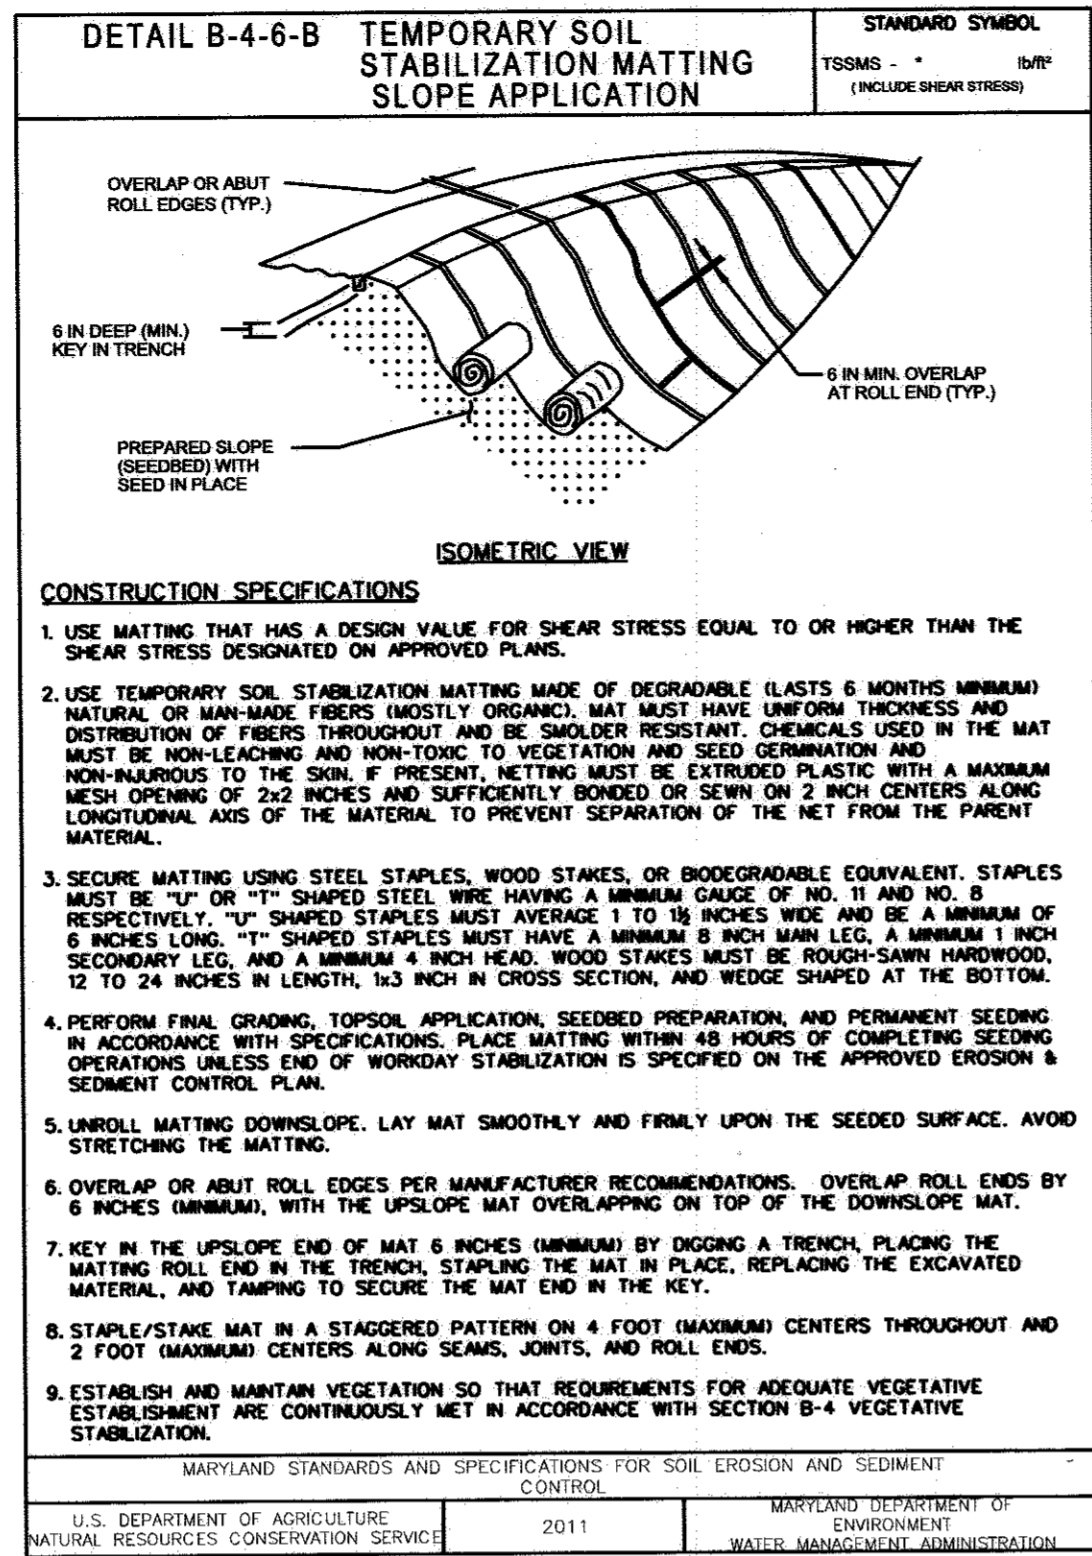 DETAIL B-4-6-B TEMPORARY SOIL
STABILIZATION MATTING
SLOPE APPLICATION
STANDARD SYMBOL
TSSMS - * lb/ft²
(INCLUDE SHEAR STRESS)
OVERLAP OR ABUT
ROLL EDGES (TYP.)
6 IN DEEP (MIN.)
KEY IN TRENCH
6 IN MIN. OVERLAP
AT ROLL END (TYP.)
PREPARED SLOPE
(SEEDBED) WITH
SEED IN PLACE
ISOMETRIC VIEW
CONSTRUCTION SPECIFICATIONS
1. USE MATTING THAT HAS A DESIGN VALUE FOR SHEAR STRESS EQUAL TO OR HIGHER THAN THE
SHEAR STRESS DESIGNATED ON APPROVED PLANS.
2. USE TEMPORARY SOIL STABILIZATION MATTING MADE OF DEGRADABLE (LASTS 6 MONTHS MINIMUM)
NATURAL OR MAN-MADE FIBERS (MOSTLY ORGANIC). MAT MUST HAVE UNIFORM THICKNESS AND
DISTRIBUTION OF FIBERS THROUGHOUT AND BE SMOLDER RESISTANT. CHEMICALS USED IN THE MAT
MUST BE NON-LEACHING AND NON-TOXIC TO VEGETATION AND SEED GERMINATION AND
NON-INJURIOUS TO THE SKIN. IF PRESENT, NETTING MUST BE EXTRUDED PLASTIC WITH A MAXIMUM
MESH OPENING OF 2x2 INCHES AND SUFFICIENTLY BONDED OR SEWN ON 2 INCH CENTERS ALONG
LONGITUDINAL AXIS OF THE MATERIAL TO PREVENT SEPARATION OF THE NET FROM THE PARENT
MATERIAL.
3. SECURE MATTING USING STEEL STAPLES, WOOD STAKES, OR BIODEGRADABLE EQUIVALENT. STAPLES
MUST BE "U" OR "T" SHAPED STEEL WIRE HAVING A MINIMUM GAUGE OF NO. 11 AND NO. 8
RESPECTIVELY. "U" SHAPED STAPLES MUST AVERAGE 1 TO 1½ INCHES WIDE AND BE A MINIMUM OF
6 INCHES LONG. "T" SHAPED STAPLES MUST HAVE A MINIMUM 8 INCH MAIN LEG, A MINIMUM 1 INCH
SECONDARY LEG, AND A MINIMUM 4 INCH HEAD. WOOD STAKES MUST BE ROUGH-SAWN HARDWOOD,
12 TO 24 INCHES IN LENGTH, 1x3 INCH IN CROSS SECTION, AND WEDGE SHAPED AT THE BOTTOM.
4. PERFORM FINAL GRADING, TOPSOIL APPLICATION, SEEDBED PREPARATION, AND PERMANENT SEEDING
IN ACCORDANCE WITH SPECIFICATIONS. PLACE MATTING WITHIN 48 HOURS OF COMPLETING SEEDING
OPERATIONS UNLESS END OF WORKDAY STABILIZATION IS SPECIFIED ON THE APPROVED EROSION &
SEDIMENT CONTROL PLAN.
5. UNROLL MATTING DOWNSLOPE. LAY MAT SMOOTHLY AND FIRMLY UPON THE SEEDED SURFACE. AVOID
STRETCHING THE MATTING.
6. OVERLAP OR ABUT ROLL EDGES PER MANUFACTURER RECOMMENDATIONS. OVERLAP ROLL ENDS BY
6 INCHES (MINIMUM), WITH THE UPSLOPE MAT OVERLAPPING ON TOP OF THE DOWNSLOPE MAT.
7. KEY IN THE UPSLOPE END OF MAT 6 INCHES (MINIMUM) BY DIGGING A TRENCH, PLACING THE
MATTING ROLL END IN THE TRENCH, STAPLING THE MAT IN PLACE, REPLACING THE EXCAVATED
MATERIAL, AND TAMPING TO SECURE THE MAT END IN THE KEY.
8. STAPLE/STAKE MAT IN A STAGGERED PATTERN ON 4 FOOT (MAXIMUM) CENTERS THROUGHOUT AND
2 FOOT (MAXIMUM) CENTERS ALONG SEAMS, JOINTS, AND ROLL ENDS.
9. ESTABLISH AND MAINTAIN VEGETATION SO THAT REQUIREMENTS FOR ADEQUATE VEGETATIVE
ESTABLISHMENT ARE CONTINUOUSLY MET IN ACCORDANCE WITH SECTION B-4 VEGETATIVE
STABILIZATION.
MARYLAND STANDARDS AND SPECIFICATIONS FOR SOIL EROSION AND SEDIMENT
CONTROL
U.S. DEPARTMENT OF AGRICULTURE
NATURAL RESOURCES CONSERVATION SERVICE
2011
MARYLAND DEPARTMENT OF
ENVIRONMENT
WATER MANAGEMENT ADMINISTRATION